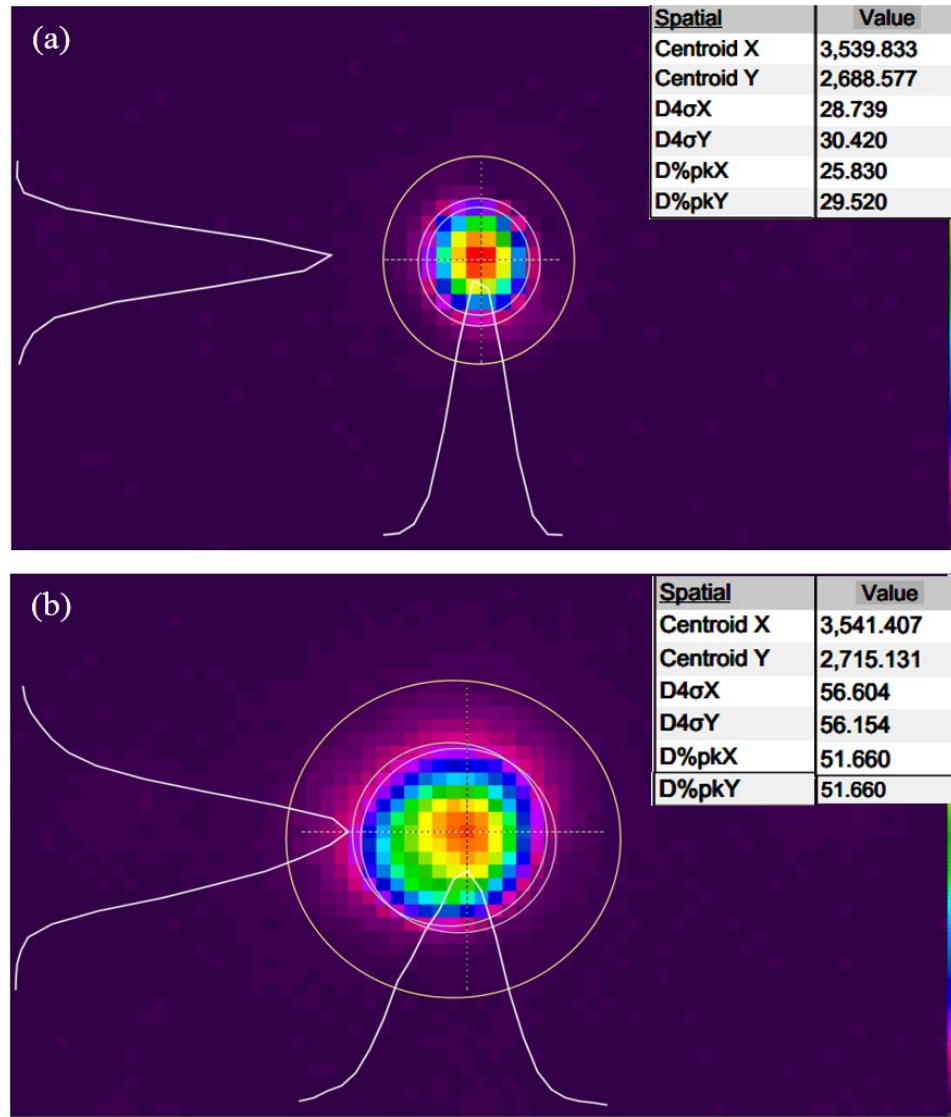 (a)
Spatial Value
Centroid X 3,539.833
Centroid Y 2,688.577
D4σX 28.739
D4σY 30.420
D%pkX 25.830
D%pkY 29.520
(b)
Spatial Value
Centroid X 3,541.407
Centroid Y 2,715.131
D4σX 56.604
D4σY 56.154
D%pkX 51.660
D%pkY 51.660